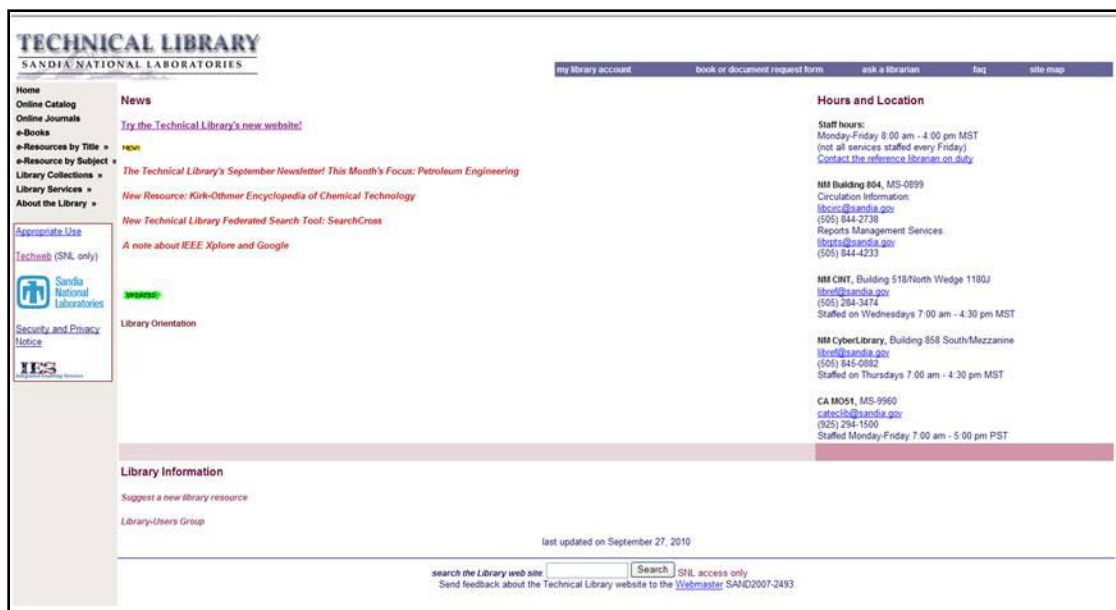 TECHNICAL LIBRARY
SANDIA NATIONAL LABORATORIES
my library account
book or document request form
ask a librarian
faq
site map
Home
Online Catalog
Online Journals
e-Books
e-Resources by Title »
e-Resource by Subject »
Library Collections »
Library Services »
About the Library »
Appropriate Use
Techweb (SNL only)
Sandia
National
Laboratories
Security and Privacy
Notice
IES
News
Try the Technical Library's new website!
NEW!
The Technical Library's September Newsletter! This Month's Focus: Petroleum Engineering
New Resource: Kirk-Othmer Encyclopedia of Chemical Technology
New Technical Library Federated Search Tool: SearchCross
A note about IEEE Xplore and Google
UPDATED
Library Orientation
Hours and Location
Staff hours:
Monday-Friday 8:00 am - 4:00 pm MST
(not all services staffed every Friday)
Contact the reference librarian on duty
NM Building 804, MS-0899
Circulation Information:
libcirc@sandia.gov
(505) 844-2738
Reports Management Services:
librpts@sandia.gov
(505) 844-4233
NM CINT, Building 518/North Wedge 1180J
libref@sandia.gov
(505) 284-3474
Staffed on Wednesdays 7:00 am - 4:30 pm MST
NM CyberLibrary, Building 858 South/Mezzanine
libref@sandia.gov
(505) 845-0882
Staffed on Thursdays 7:00 am - 4:30 pm MST
CA MO51, MS-9960
cateclib@sandia.gov
(925) 294-1500
Staffed Monday-Friday 7:00 am - 5:00 pm PST
Library Information
Suggest a new library resource
Library-Users Group
last updated on September 27, 2010
search the Library web site: Search SNL access only
Send feedback about the Technical Library website to the Webmaster SAND2007-2493